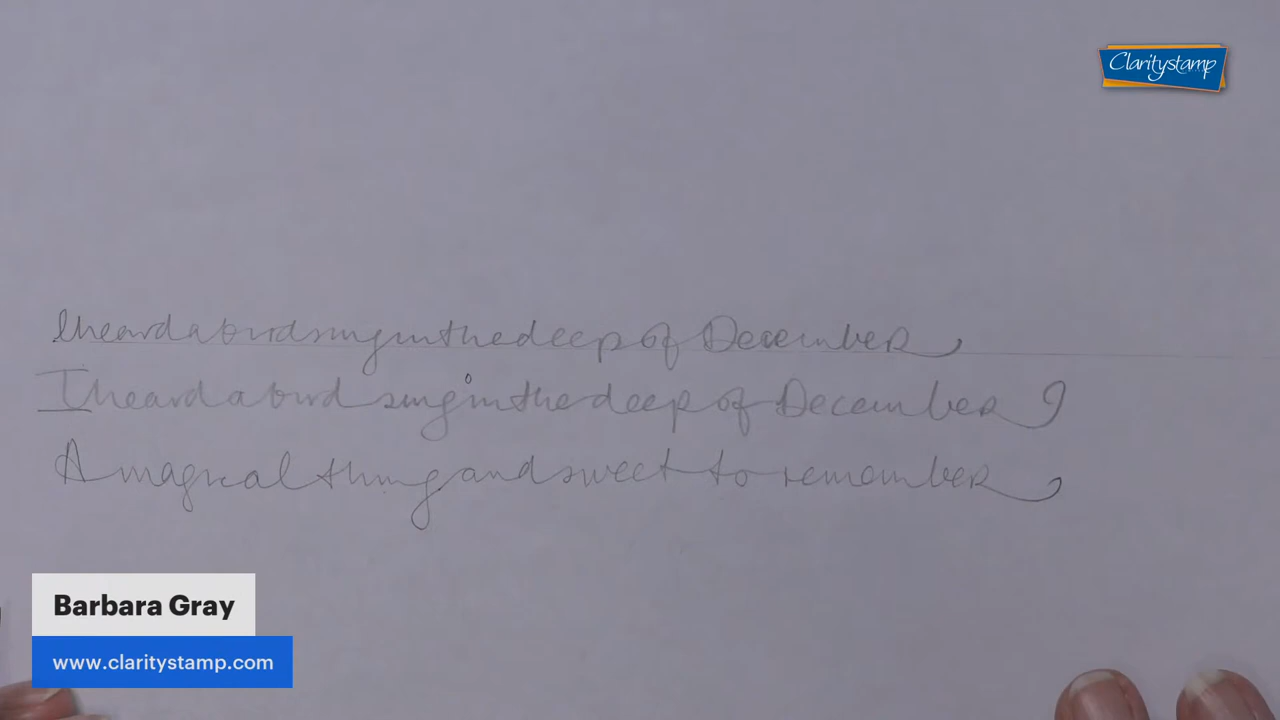 Claritystamp
I heard a bird sing in the deep of December
I heard a bird sing in the deep of December
A magical thing and sweet to remember
Barbara Gray
www.claritystamp.com